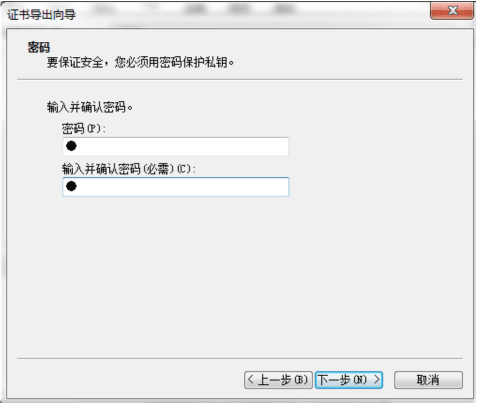 证书导出向导
密码
要保证安全，您必须用密码保护私钥。
输入并确认密码。
密码(P):
●
输入并确认密码(必需)(C):
●
< 上一步(B) 下一步(N) > 取消